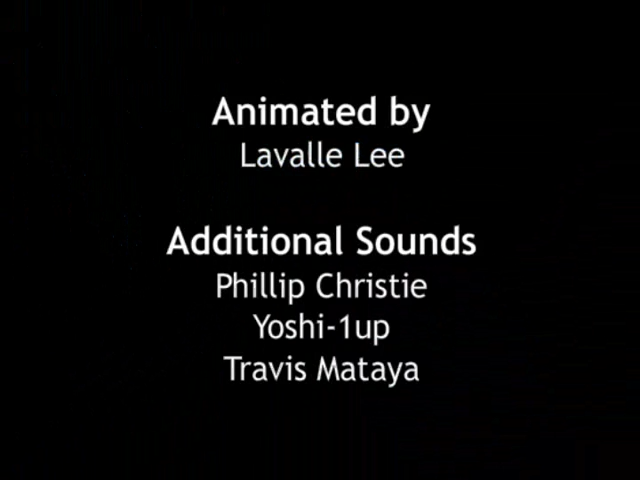 Animated by
Lavalle Lee
Additional Sounds
Phillip Christie
Yoshi-1up
Travis Mataya